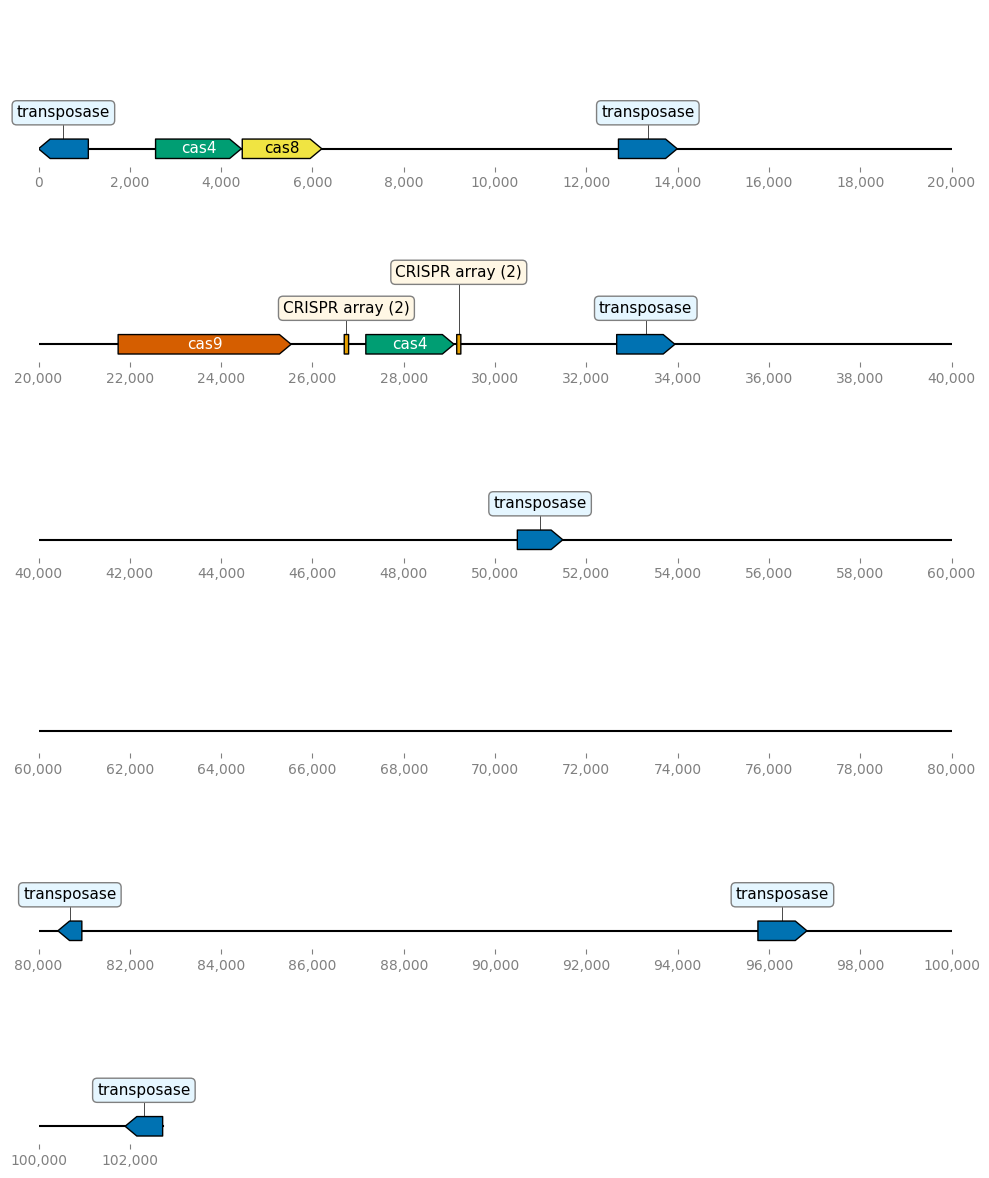 transposase transposase
cas4 cas8
0 2,000 4,000 6,000 8,000 10,000 12,000 14,000 16,000 18,000 20,000
CRISPR array (2)
CRISPR array (2) transposase
cas9 cas4
20,000 22,000 24,000 26,000 28,000 30,000 32,000 34,000 36,000 38,000 40,000
transposase
40,000 42,000 44,000 46,000 48,000 50,000 52,000 54,000 56,000 58,000 60,000
60,000 62,000 64,000 66,000 68,000 70,000 72,000 74,000 76,000 78,000 80,000
transposase transposase
80,000 82,000 84,000 86,000 88,000 90,000 92,000 94,000 96,000 98,000 100,000
transposase
100,000 102,000